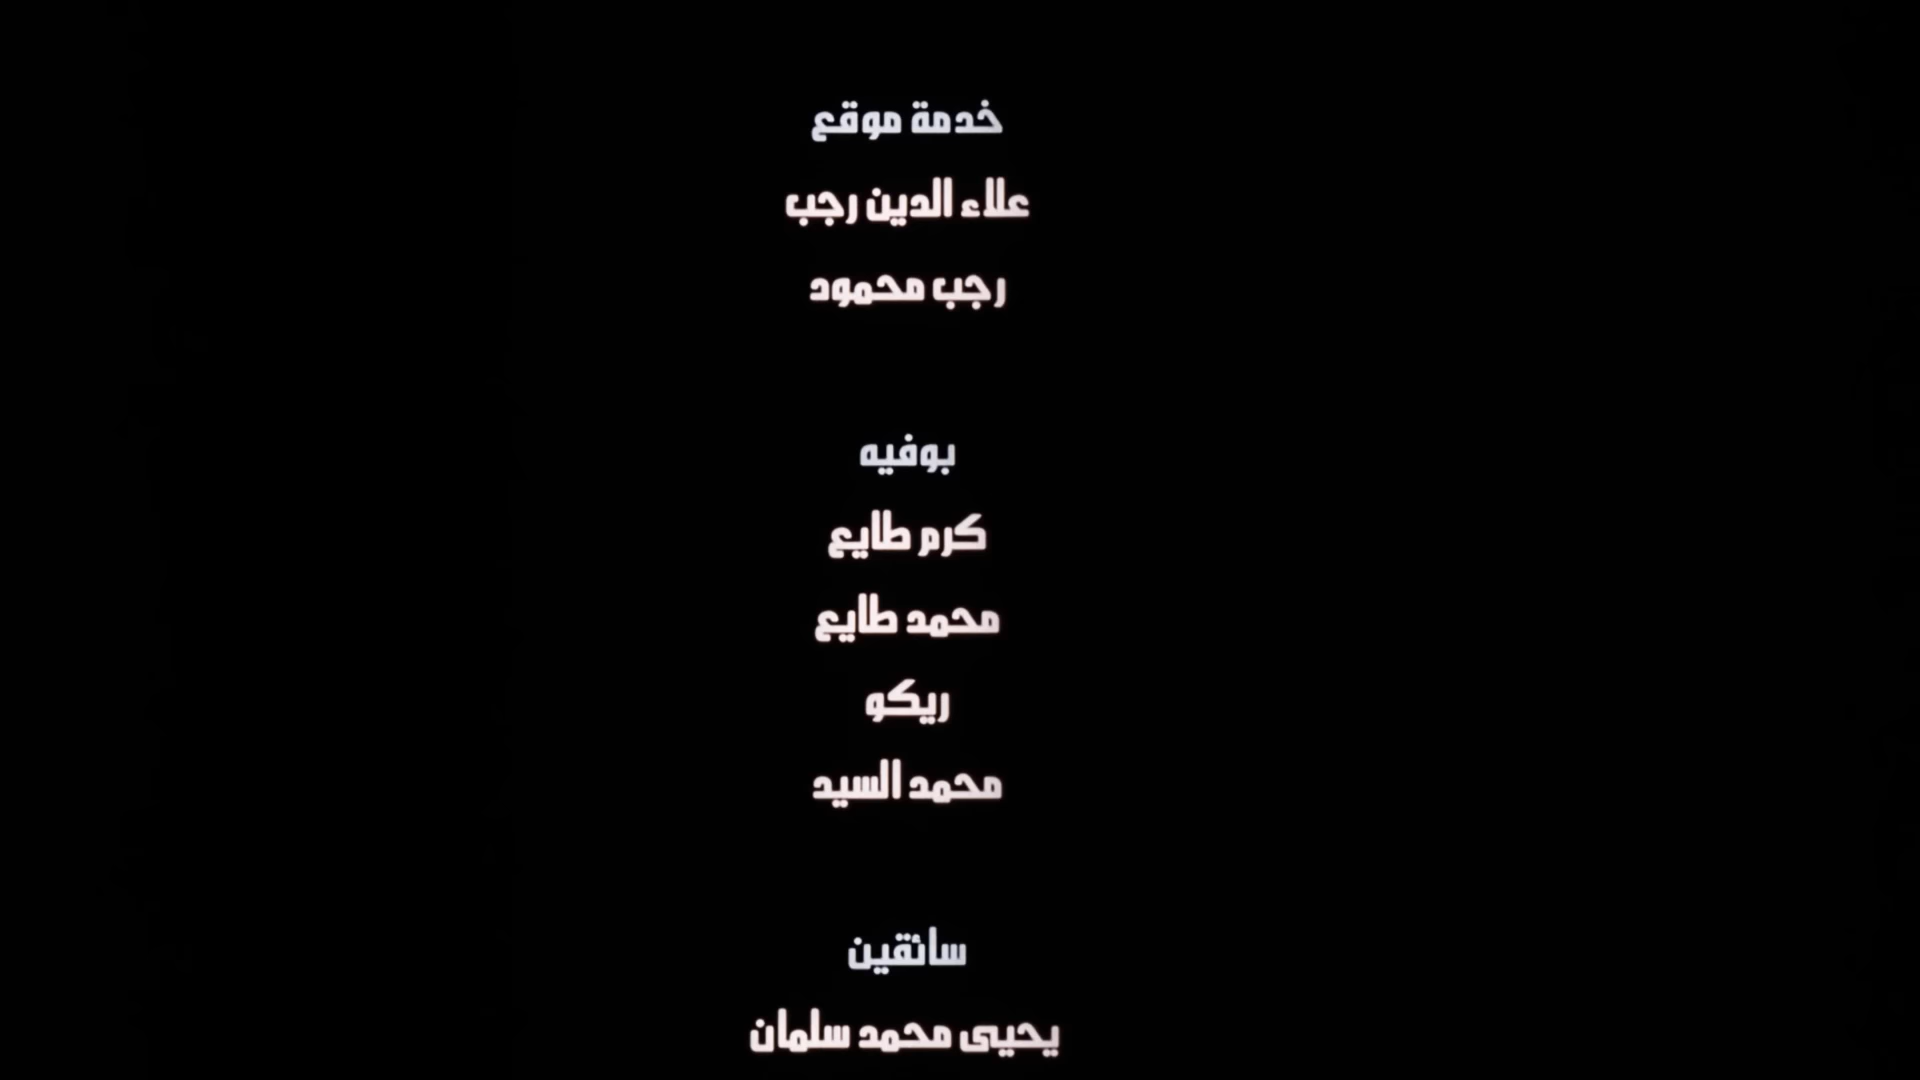 خدمة موقع
علاء الدين رجب
رجب محمود
بوفيه
كرم طايع
محمد طايع
ريكو
محمد السيد
سائقين
يحيى محمد سلمان